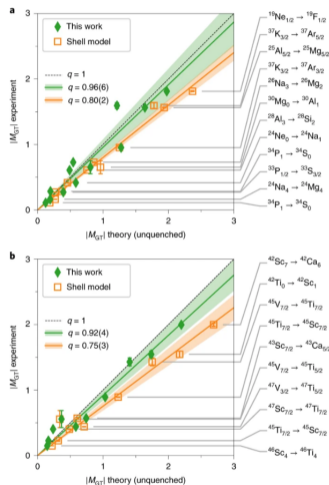 a
This work
Shell model
q = 1
q = 0.96(6)
q = 0.80(2)
|M_GT| experiment
3
2
1
0
0
1
2
3
|M_GT| theory (unquenched)
¹⁹Ne₁/₂ → ¹⁹F₁/₂
³⁷K₃/₂ → ³⁷Ar₅/₂
²⁵Al₅/₂ → ²⁵Mg₅/₂
³⁷K₃/₂ → ³⁷Ar₃/₂
²⁶Na₃ → ²⁶Mg₂
³⁰Mg₀ → ³⁰Al₁
²⁸Al₃ → ²⁸Si₂
²⁴Ne₀ → ²⁴Na₁
³⁴P₁ → ³⁴S₀
³³P₁/₂ → ³³S₃/₂
²⁴Na₄ → ²⁴Mg₄
³⁴P₁ → ³⁴S₀
b
This work
Shell model
q = 1
q = 0.92(4)
q = 0.75(3)
|M_GT| experiment
3
2
1
0
0
1
2
3
|M_GT| theory (unquenched)
⁴²Sc₇ → ⁴²Ca₆
⁴²Ti₀ → ⁴²Sc₁
⁴⁵V₇/₂ → ⁴⁵Ti₇/₂
⁴⁵Ti₇/₂ → ⁴⁵Sc₇/₂
⁴³Sc₇/₂ → ⁴³Ca₅/₂
⁴⁵V₇/₂ → ⁴⁵Ti₅/₂
⁴⁷V₃/₂ → ⁴⁷Ti₅/₂
⁴⁷Sc₇/₂ → ⁴⁷Ti₇/₂
⁴⁵Ti₇/₂ → ⁴⁵Sc₇/₂
⁴⁶Sc₄ → ⁴⁶Ti₄